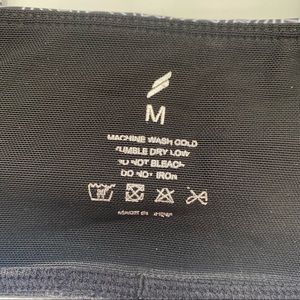 M
MACHINE WASH COLD
TUMBLE DRY LOW
DO NOT BLEACH
DO NOT IRON